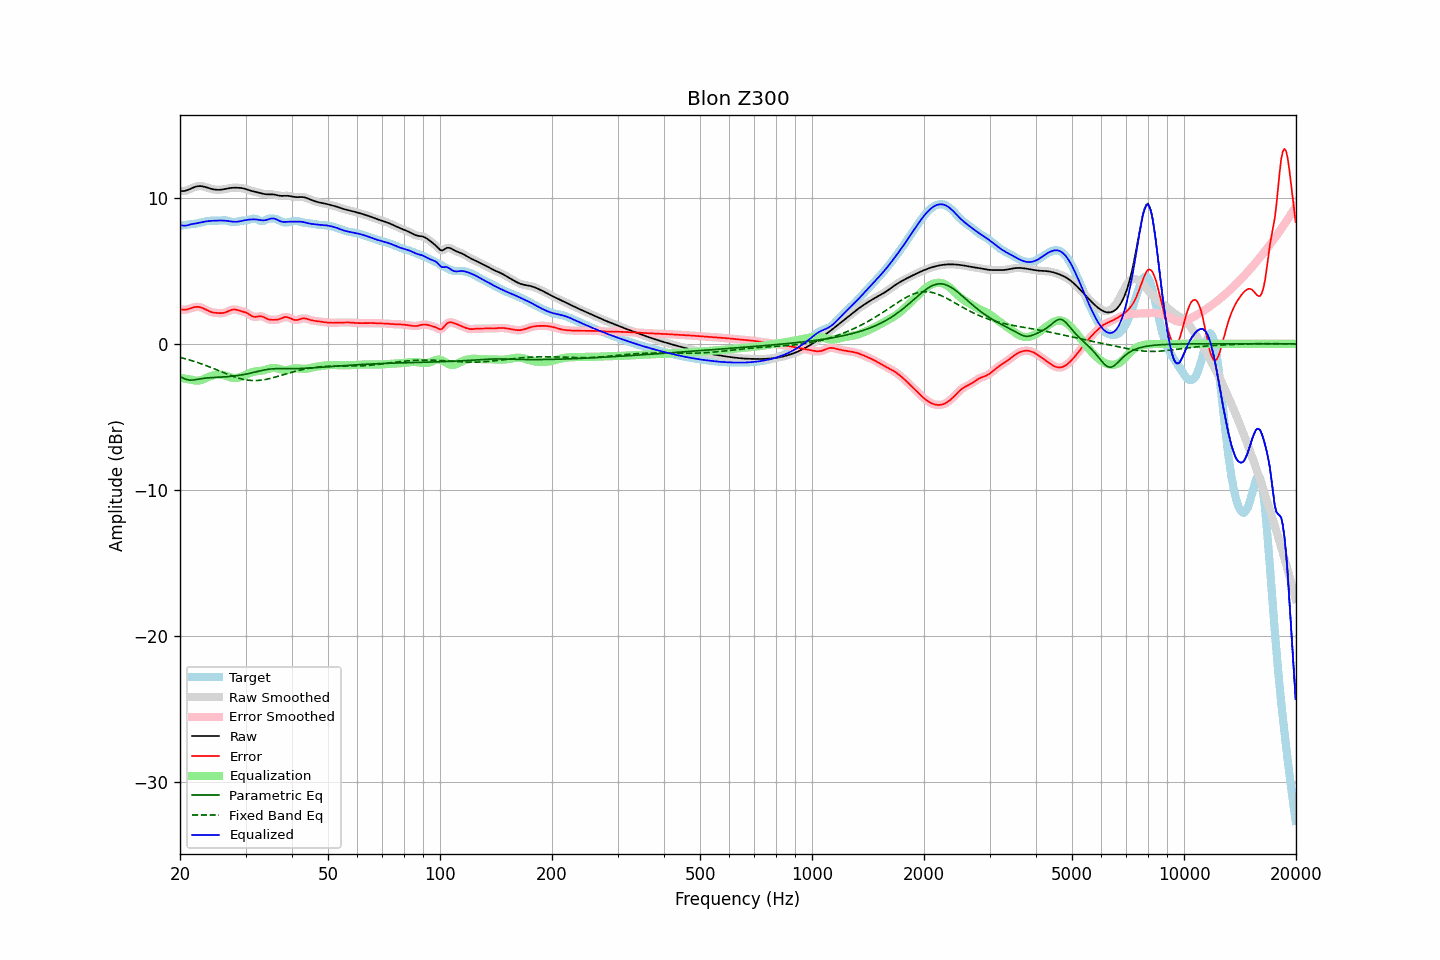 Blon Z300
Amplitude (dBr)
10
0
−10
−20
−30
Target
Raw Smoothed
Error Smoothed
Raw
Error
Equalization
Parametric Eq
Fixed Band Eq
Equalized
20 50 100 200 500 1000 2000 5000 10000 20000
Frequency (Hz)